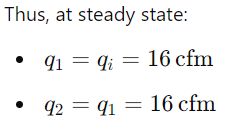 Thus, at steady state:
• q₁ = qᵢ = 16 cfm
• q₂ = q₁ = 16 cfm